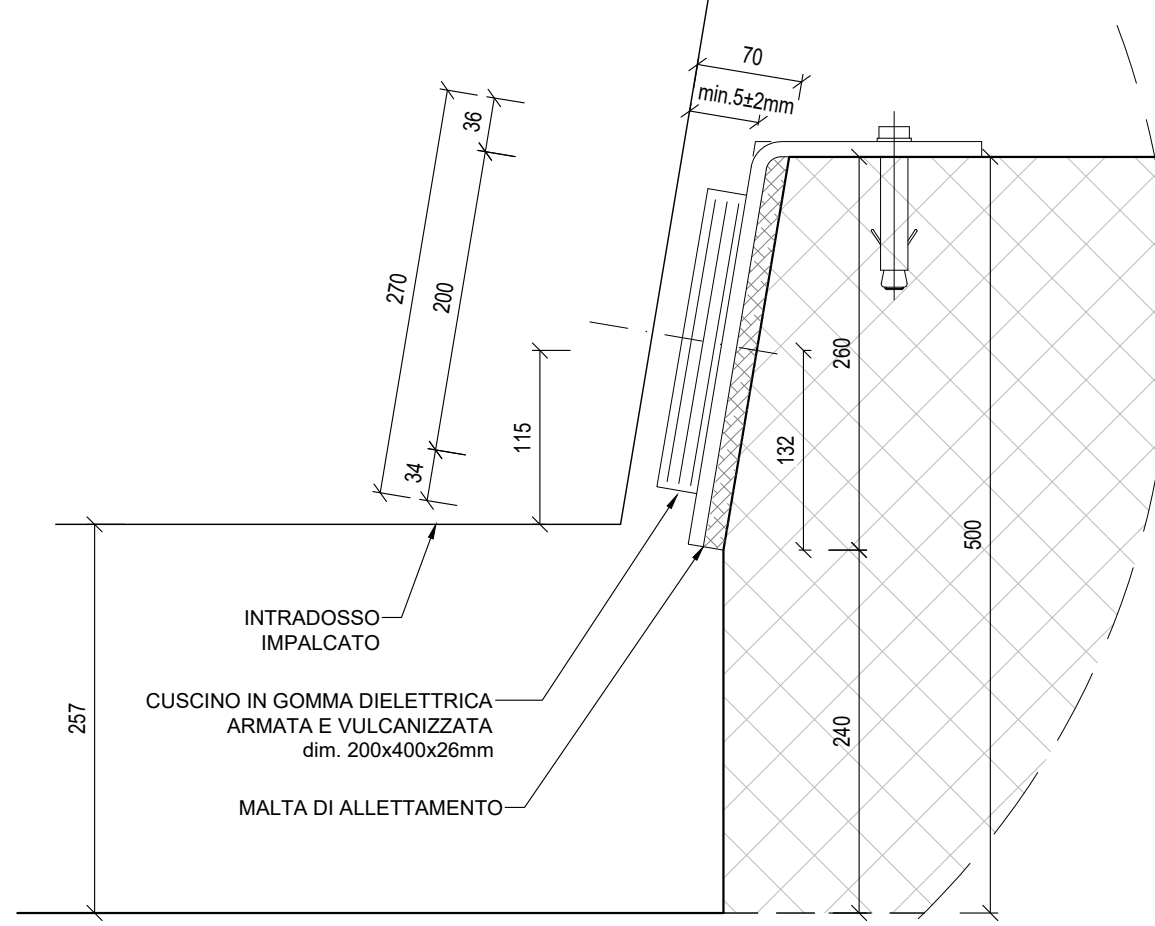 70
min.5±2mm
36
270
200
34
115
132
260
500
240
257
INTRADOSSO
IMPALCATO
CUSCINO IN GOMMA DIELETTRICA
ARMATA E VULCANIZZATA
dim. 200x400x26mm
MALTA DI ALLETTAMENTO